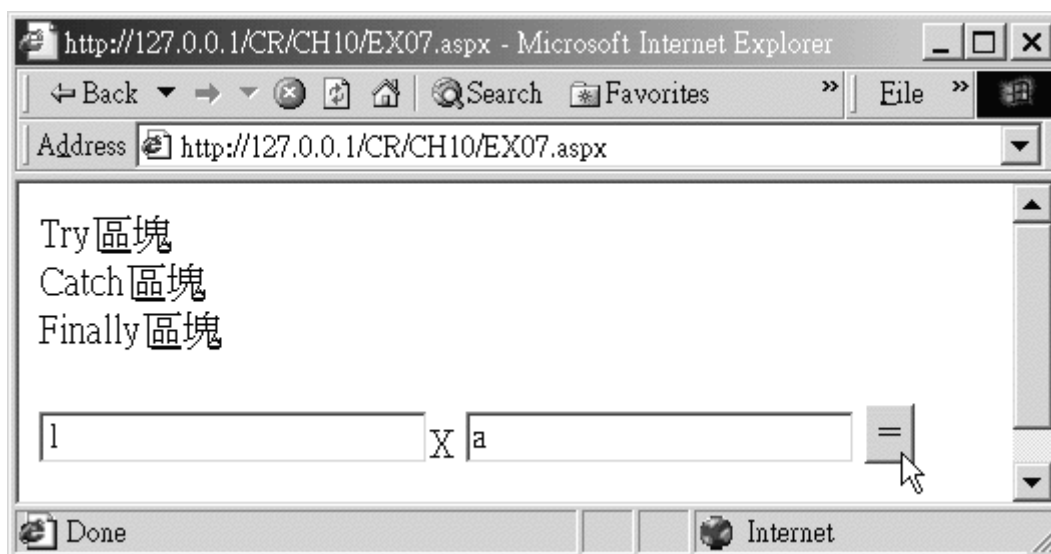 http://127.0.0.1/CR/CH10/EX07.aspx - Microsoft Internet Explorer
Back Search Favorites » File »
Address http://127.0.0.1/CR/CH10/EX07.aspx
Try區塊
Catch區塊
Finally區塊
1 X a =
Done Internet